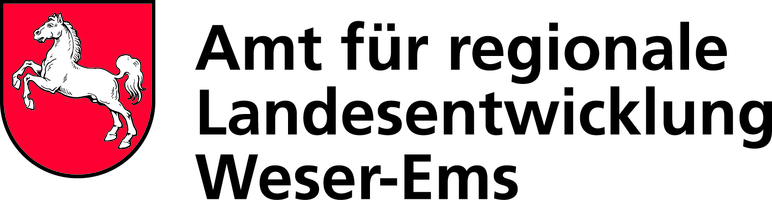 Amt für regionale
Landesentwicklung
Weser-Ems